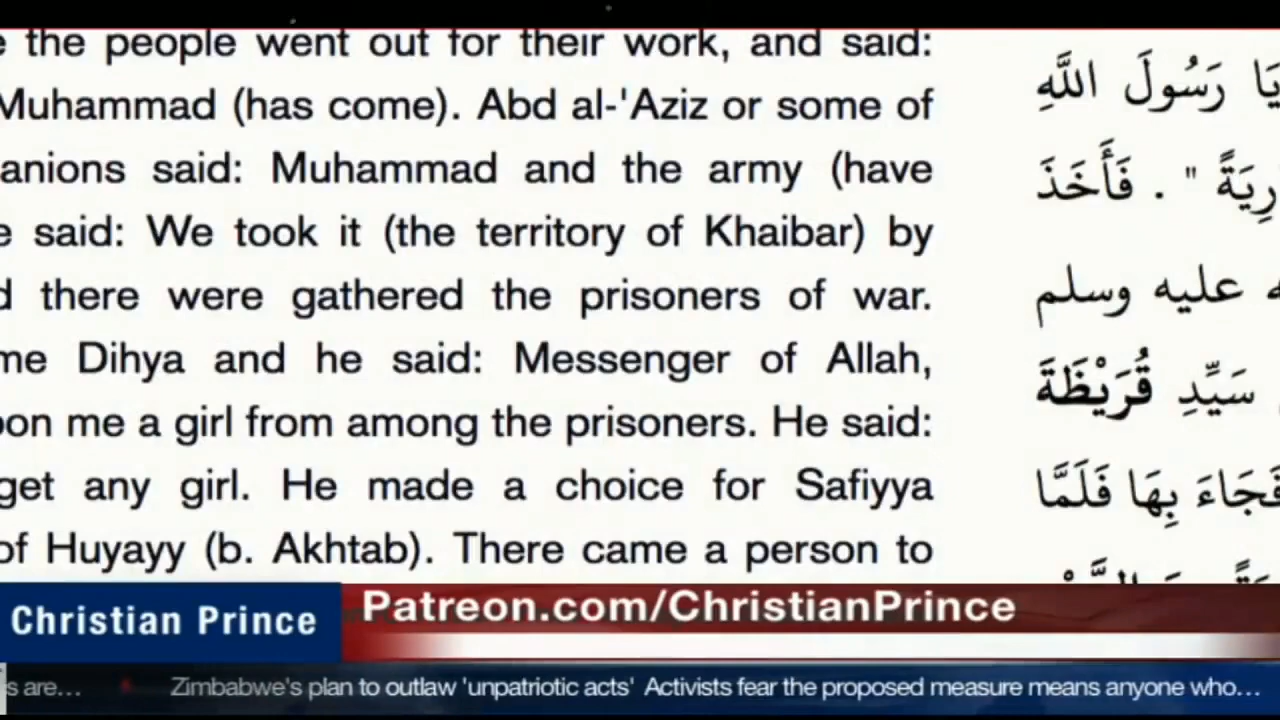 the people went out for their work, and said:
Muhammad (has come). Abd al-'Aziz or some of
anions said: Muhammad and the army (have
said: We took it (the territory of Khaibar) by
there were gathered the prisoners of war.
me Dihya and he said: Messenger of Allah,
on me a girl from among the prisoners. He said:
get any girl. He made a choice for Safiyya
of Huyayy (b. Akhtab). There came a person to
يَا رَسُولَ اللَّهِ
رِيَةً " . فَأَخَذَ
عليه وسلم
سَيِّدِ قُرَيْظَةَ
فَجَاءَ بِهَا فَلَمَّا
Christian Prince
Patreon.com/ChristianPrince
s are... Zimbabwe's plan to outlaw 'unpatriotic acts' Activists fear the proposed measure means anyone who...